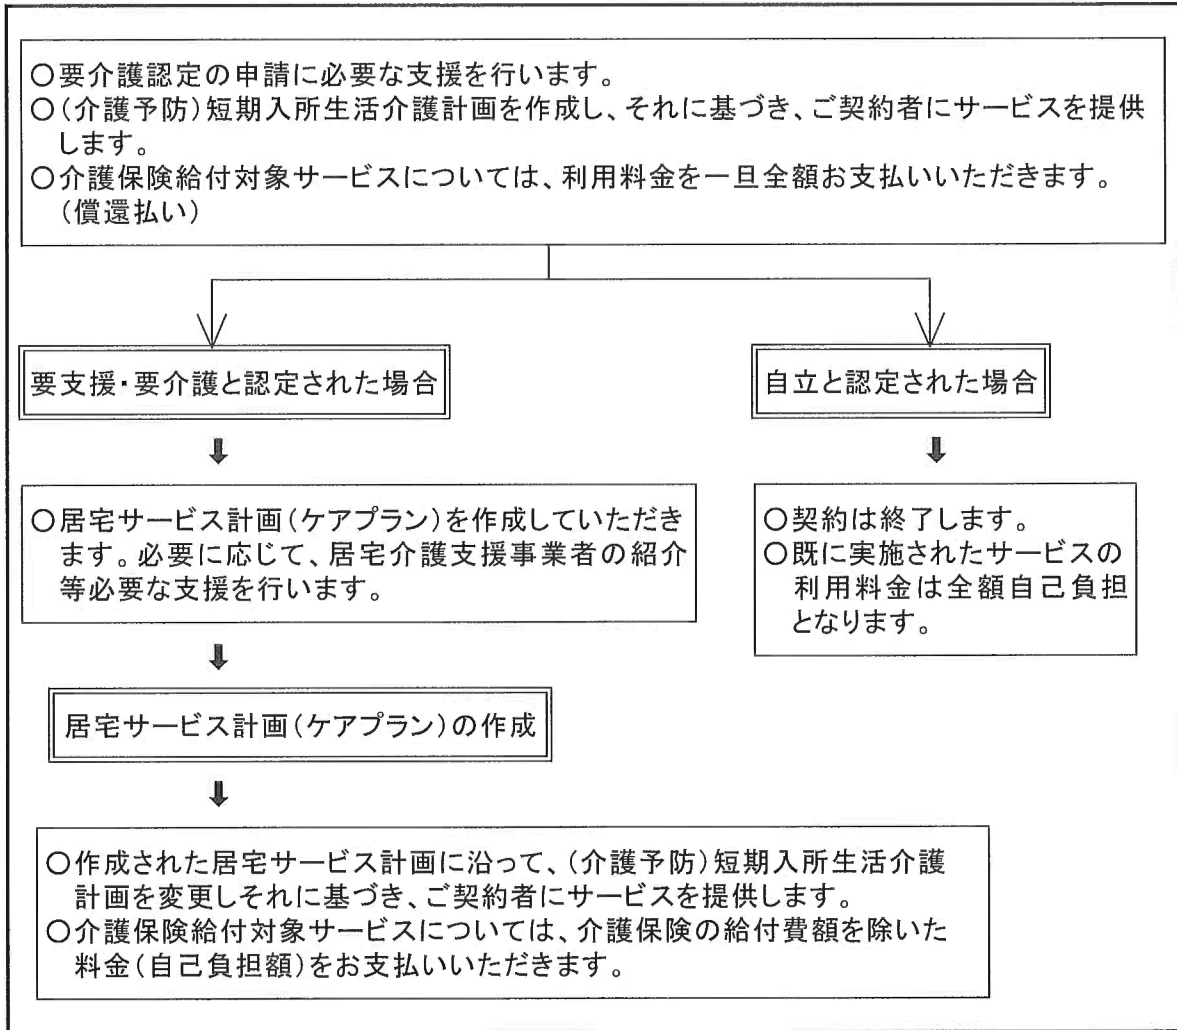 ○要介護認定の申請に必要な支援を行います。
○(介護予防)短期入所生活介護計画を作成し、それに基づき、ご契約者にサービスを提供
します。
○介護保険給付対象サービスについては、利用料金を一旦全額お支払いいただきます。
(償還払い)
要支援・要介護と認定された場合
自立と認定された場合
○居宅サービス計画(ケアプラン)を作成していただき
ます。必要に応じて、居宅介護支援事業者の紹介
等必要な支援を行います。
○契約は終了します。
○既に実施されたサービスの
利用料金は全額自己負担
となります。
居宅サービス計画(ケアプラン)の作成
○作成された居宅サービス計画に沿って、(介護予防)短期入所生活介護
計画を変更しそれに基づき、ご契約者にサービスを提供します。
○介護保険給付対象サービスについては、介護保険の給付費額を除いた
料金(自己負担額)をお支払いいただきます。